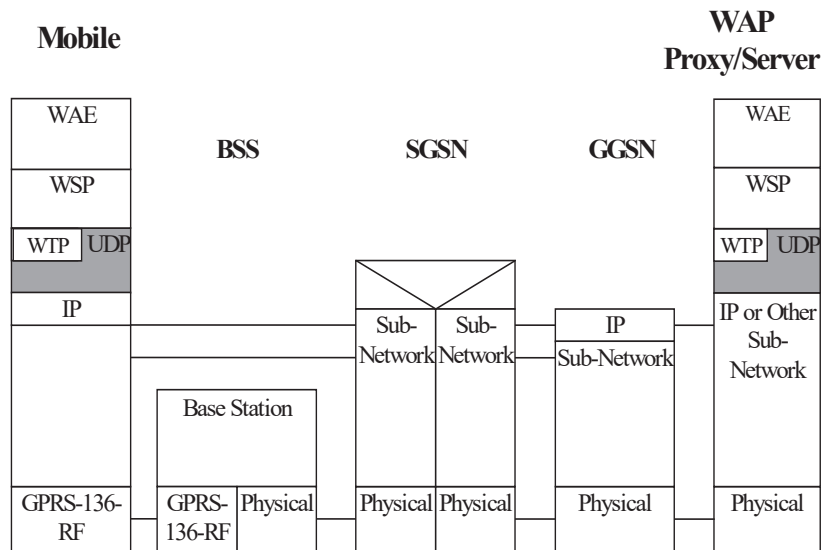 Mobile
WAP
Proxy/Server
BSS
SGSN
GGSN
WAE
WSP
WTP
UDP
IP
GPRS-136-
RF
Base Station
GPRS-
136-RF
Physical
Sub-
Network
Physical
Sub-
Network
Physical
IP
Sub-Network
Physical
WAE
WSP
WTP
UDP
IP or Other
Sub-
Network
Physical